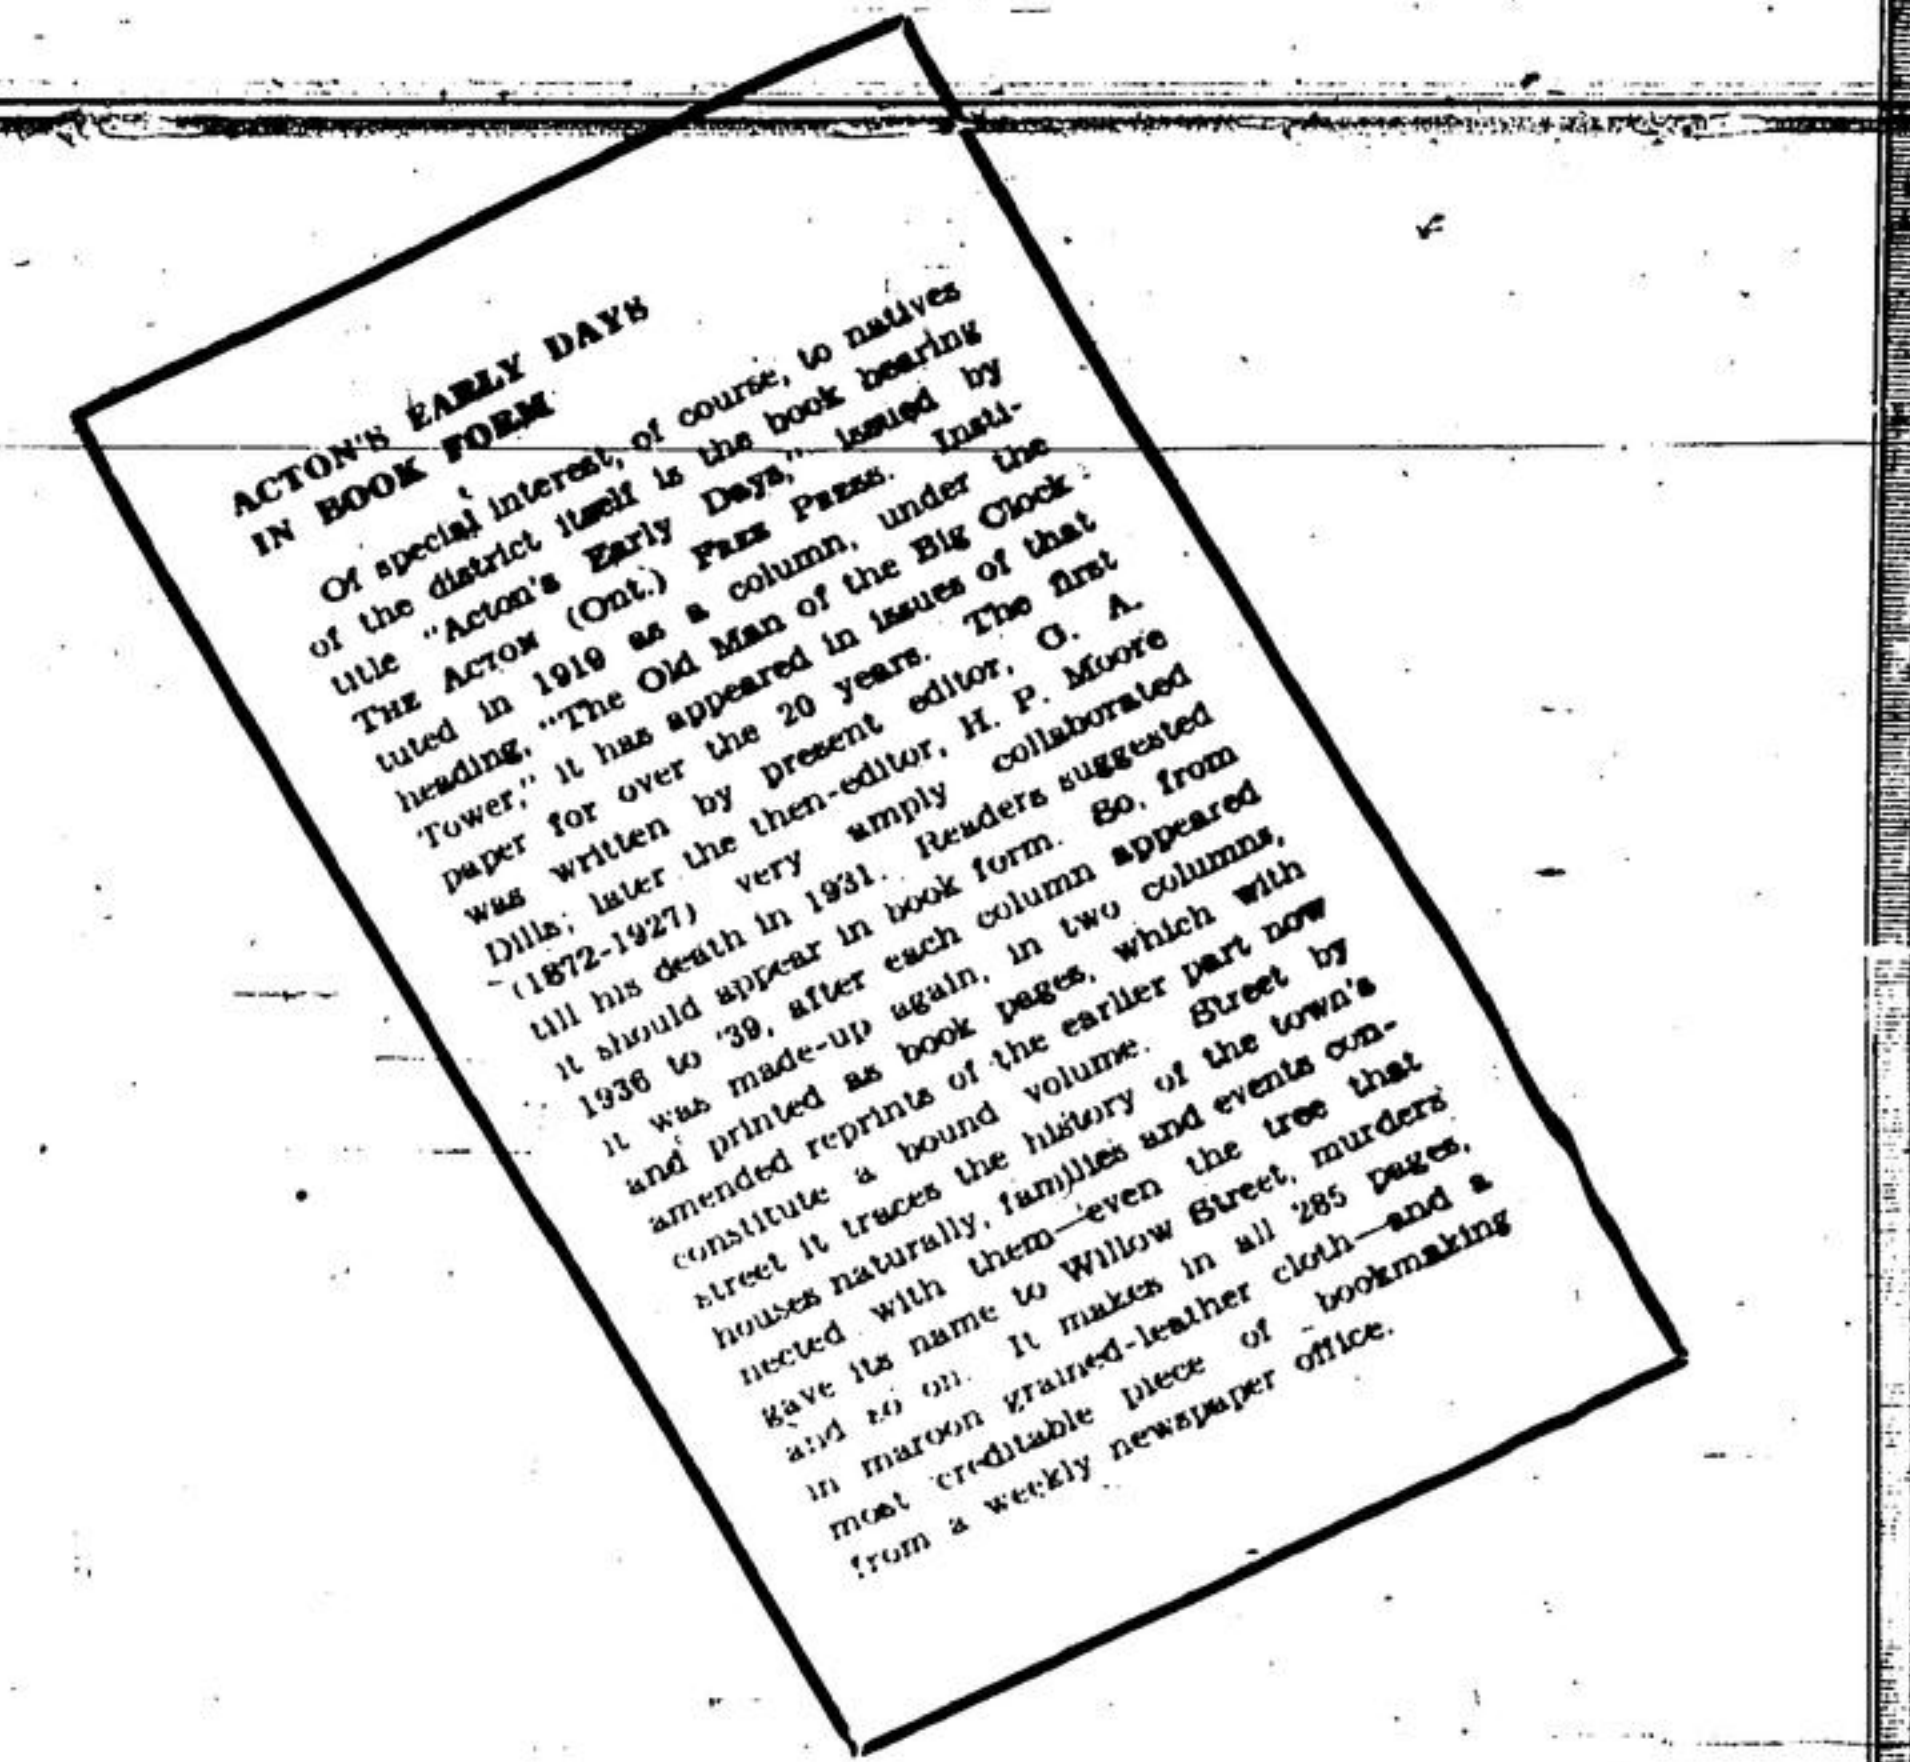 ACTON'S EARLY DAYS
IN BOOK FORM
Of special interest, of course, to natives
of the district itself is the book bearing
title "Acton's Early Days," issued by
THE ACTON (Ont.) FREE PRESS. Insti-
tuted in 1919 as a column, under the
heading, "The Old Man of the Big Clock
Tower," it has appeared in issues of that
paper for over the 20 years. The first
was written by present editor, G. A.
Dills; later the then-editor, H. P. Moore
(1872-1927) very amply collaborated
till his death in 1931. Readers suggested
it should appear in book form. So, from
1936 to '39, after each column appeared
it was made-up again, in two columns,
and printed as book pages, which with
amended reprints of the earlier part now
constitute a bound volume. Street by
street it traces the history of the town's
houses naturally, families and events con-
nected with them—even the tree that
gave its name to Willow Street, murders
and so on. It makes in all 285 pages,
in maroon grained-leather cloth—and a
most creditable piece of bookmaking
from a weekly newspaper office.